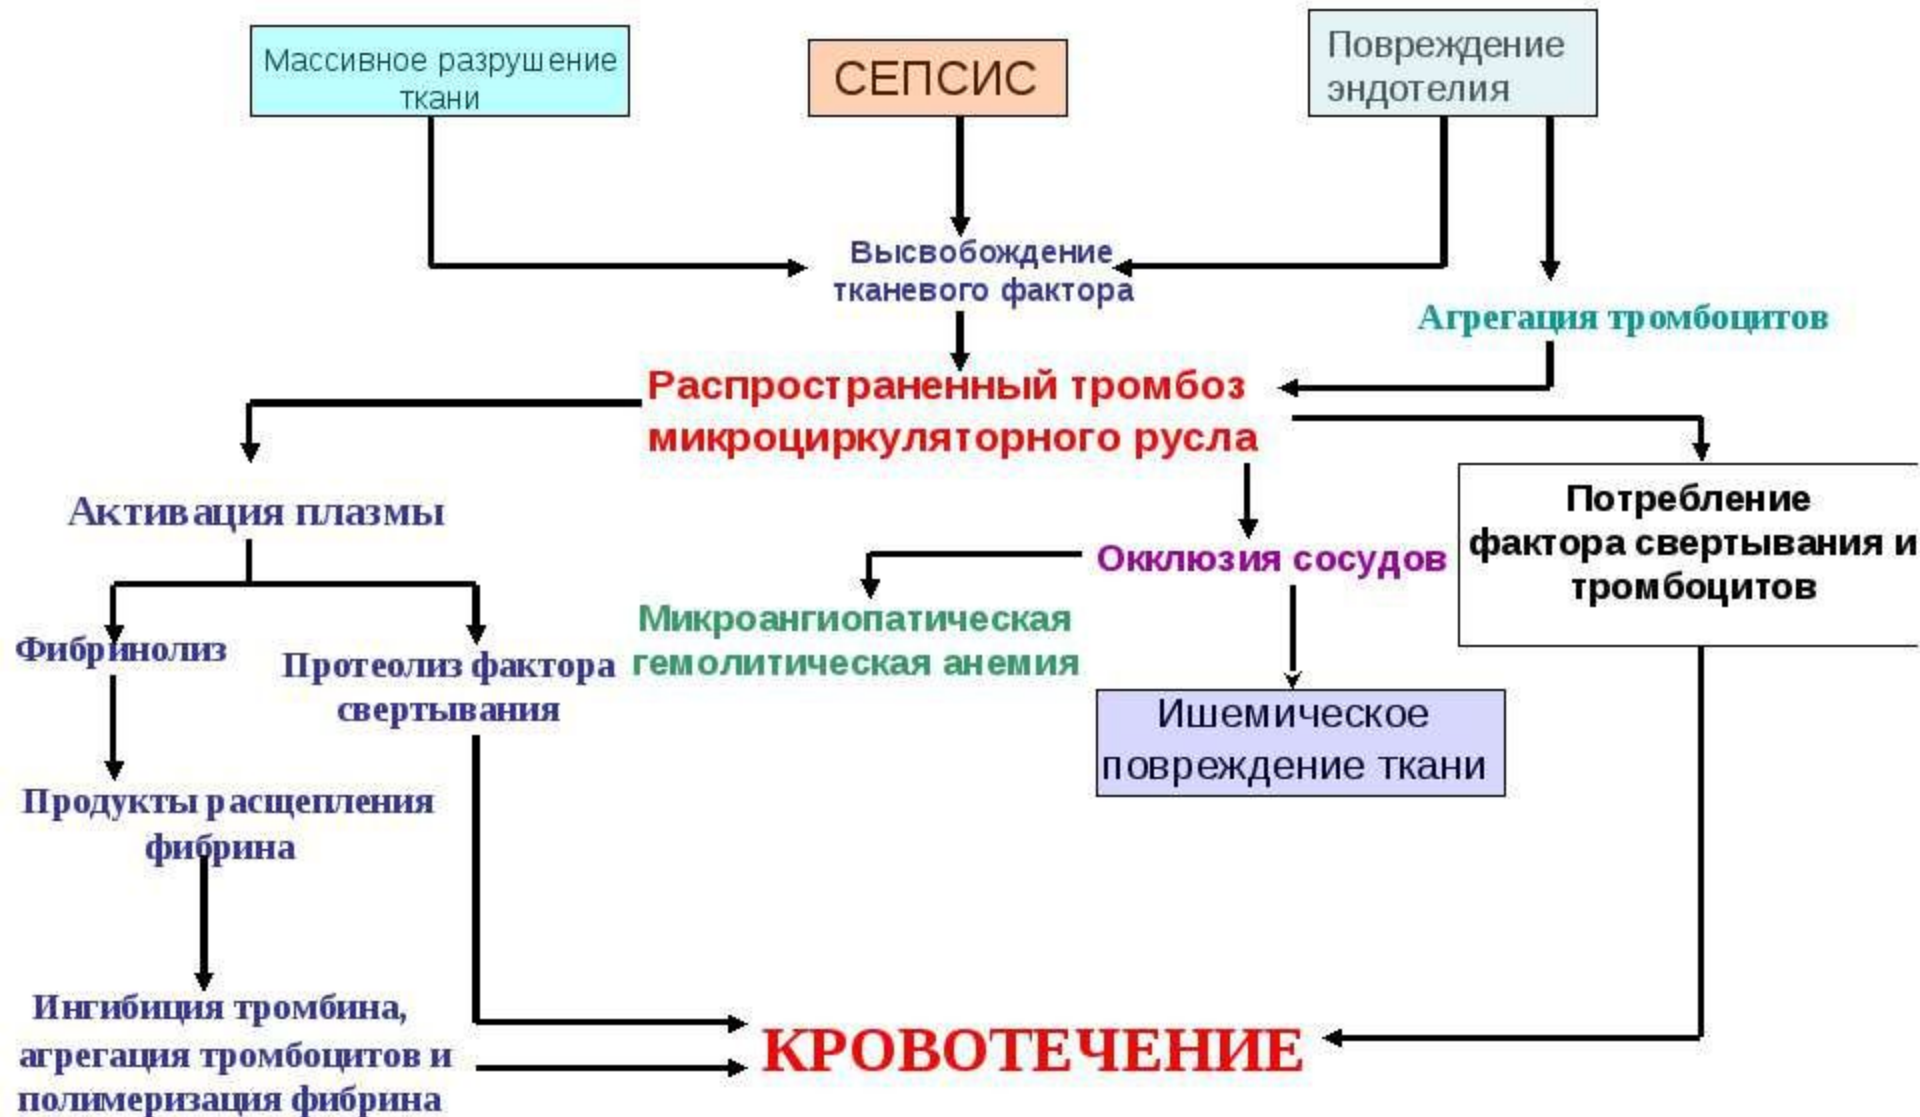 Массивное разрушение
ткани
СЕПСИС
Повреждение
эндотелия
Высвобождение
тканевого фактора
Агрегация тромбоцитов
Распространенный тромбоз
микроциркуляторного русла
Активация плазмы
Окклюзия сосудов
Потребление
фактора свертывания и
тромбоцитов
Микроангиопатическая
гемолитическая анемия
Фибринолиз
Протеолиз фактора
свертывания
Ишемическое
повреждение ткани
Продукты расщепления
фибрина
Ингибиция тромбина,
агрегация тромбоцитов и
полимеризация фибрина
КРОВОТЕЧЕНИЕ